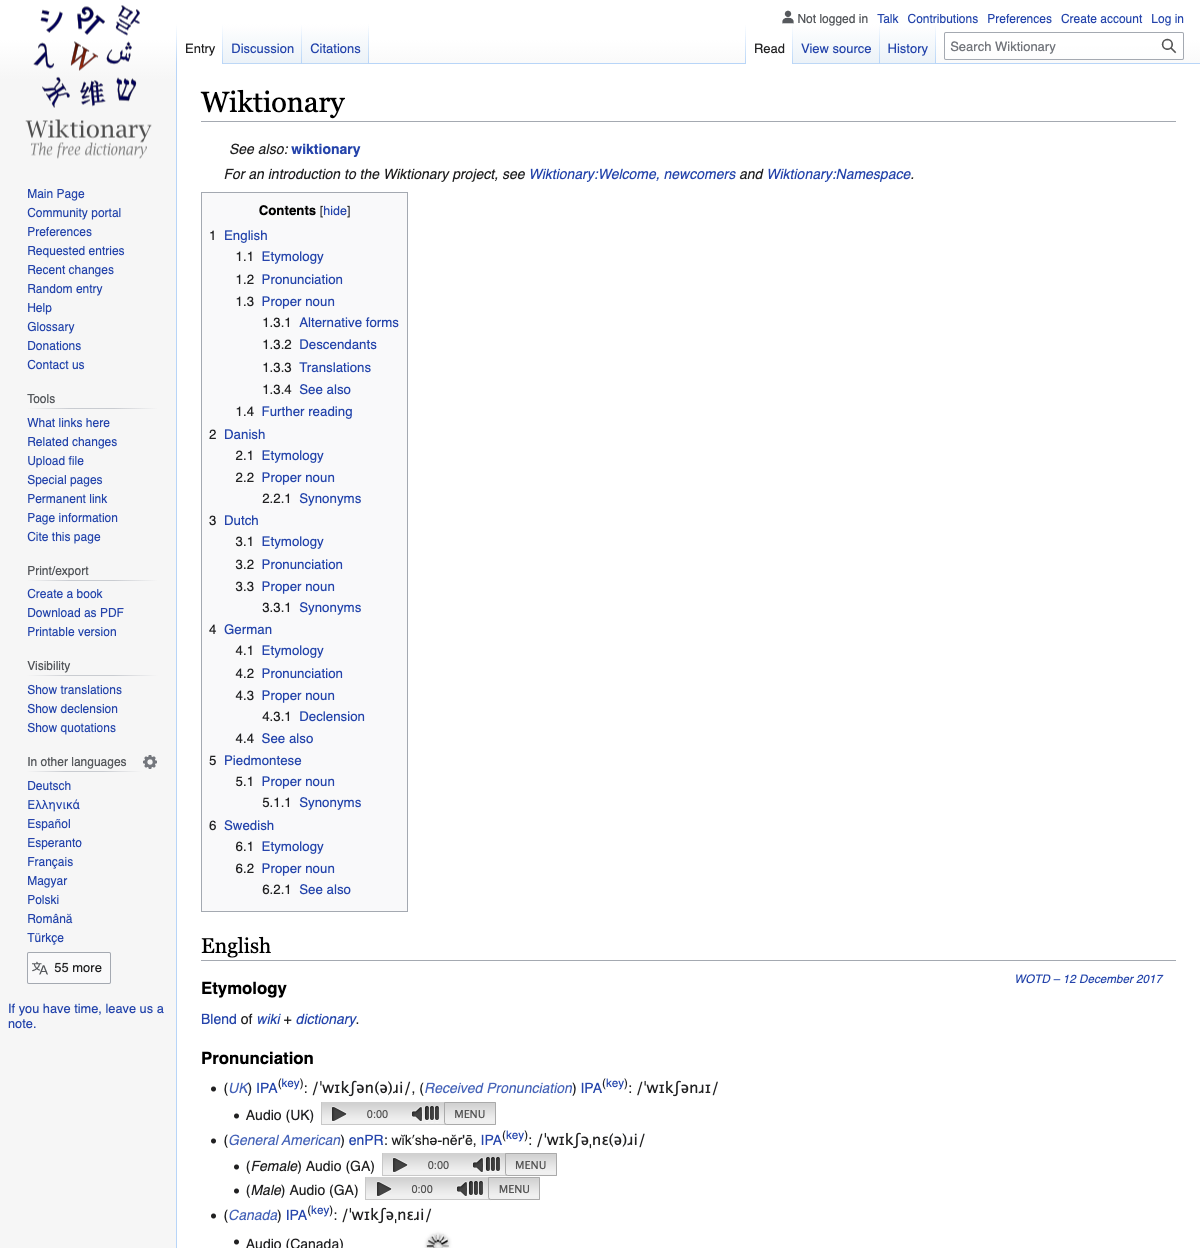 Not logged in Talk Contributions Preferences Create account Log in
Entry Discussion Citations Read View source History Search Wiktionary
Wiktionary
The free dictionary
Main Page
Community portal
Preferences
Requested entries
Recent changes
Random entry
Help
Glossary
Donations
Contact us
Tools
What links here
Related changes
Upload file
Special pages
Permanent link
Page information
Cite this page
Print/export
Create a book
Download as PDF
Printable version
Visibility
Show translations
Show declension
Show quotations
In other languages
Deutsch
Ελληνικά
Español
Esperanto
Français
Magyar
Polski
Română
Türkçe
55 more
If you have time, leave us a
note.
Wiktionary
See also: wiktionary
For an introduction to the Wiktionary project, see Wiktionary:Welcome, newcomers and Wiktionary:Namespace.
Contents [hide]
1 English
1.1 Etymology
1.2 Pronunciation
1.3 Proper noun
1.3.1 Alternative forms
1.3.2 Descendants
1.3.3 Translations
1.3.4 See also
1.4 Further reading
2 Danish
2.1 Etymology
2.2 Proper noun
2.2.1 Synonyms
3 Dutch
3.1 Etymology
3.2 Pronunciation
3.3 Proper noun
3.3.1 Synonyms
4 German
4.1 Etymology
4.2 Pronunciation
4.3 Proper noun
4.3.1 Declension
4.4 See also
5 Piedmontese
5.1 Proper noun
5.1.1 Synonyms
6 Swedish
6.1 Etymology
6.2 Proper noun
6.2.1 See also
English
WOTD – 12 December 2017
Etymology
Blend of wiki + dictionary.
Pronunciation
• (UK) IPA(key): /ˈwɪkʃən(ə)ɹi/, (Received Pronunciation) IPA(key): /ˈwɪkʃənɹɪ/
• Audio (UK) 0:00 MENU
• (General American) enPR: wĭk′shə-nĕr'ē, IPA(key): /ˈwɪkʃəˌnɛ(ə)ɹi/
• (Female) Audio (GA) 0:00 MENU
• (Male) Audio (GA) 0:00 MENU
• (Canada) IPA(key): /ˈwɪkʃəˌnɛɹi/
• Audio (Canada)